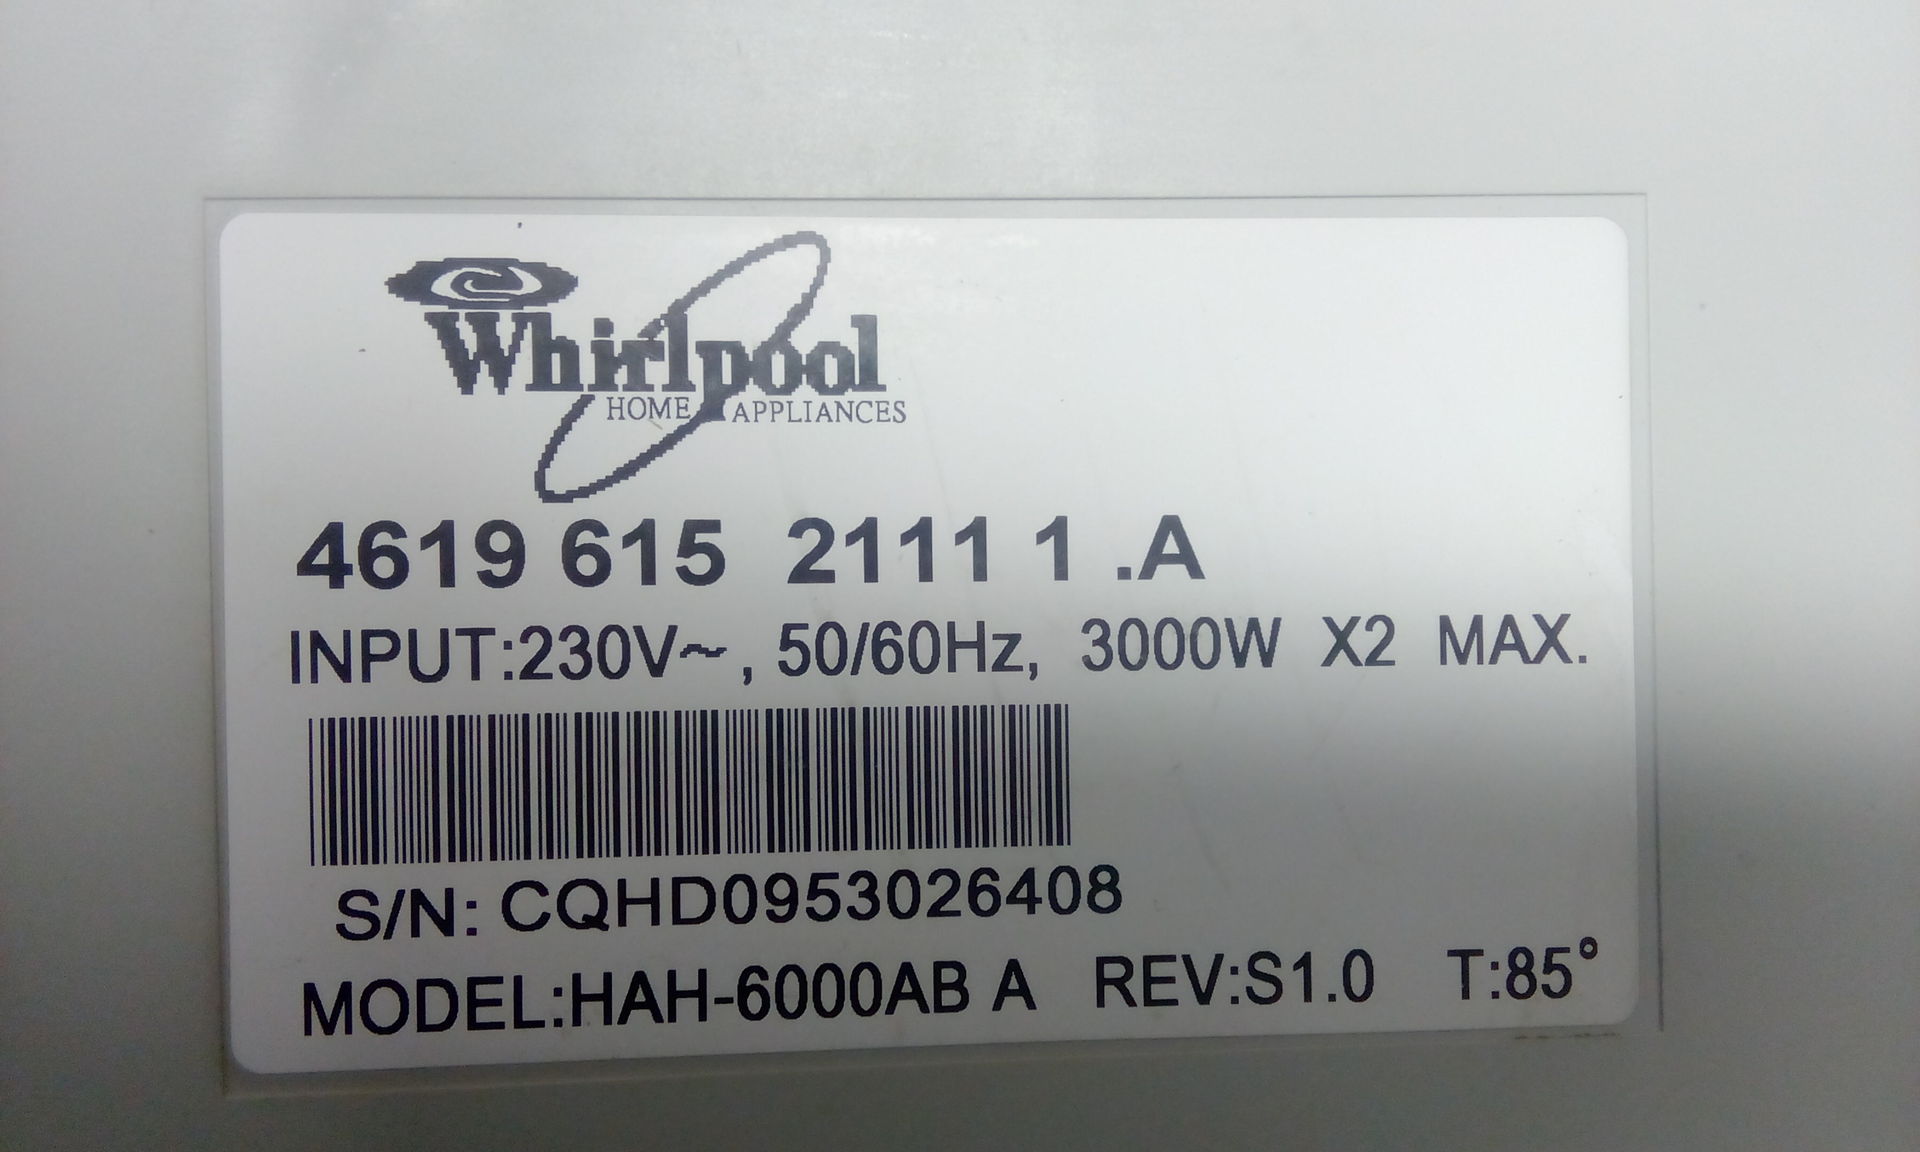 Whirlpool
HOME APPLIANCES
4619 615 2111 1 .A
INPUT:230V~, 50/60Hz, 3000W X2 MAX.
S/N: CQHD0953026408
MODEL:HAH-6000AB A REV:S1.0 T:85°